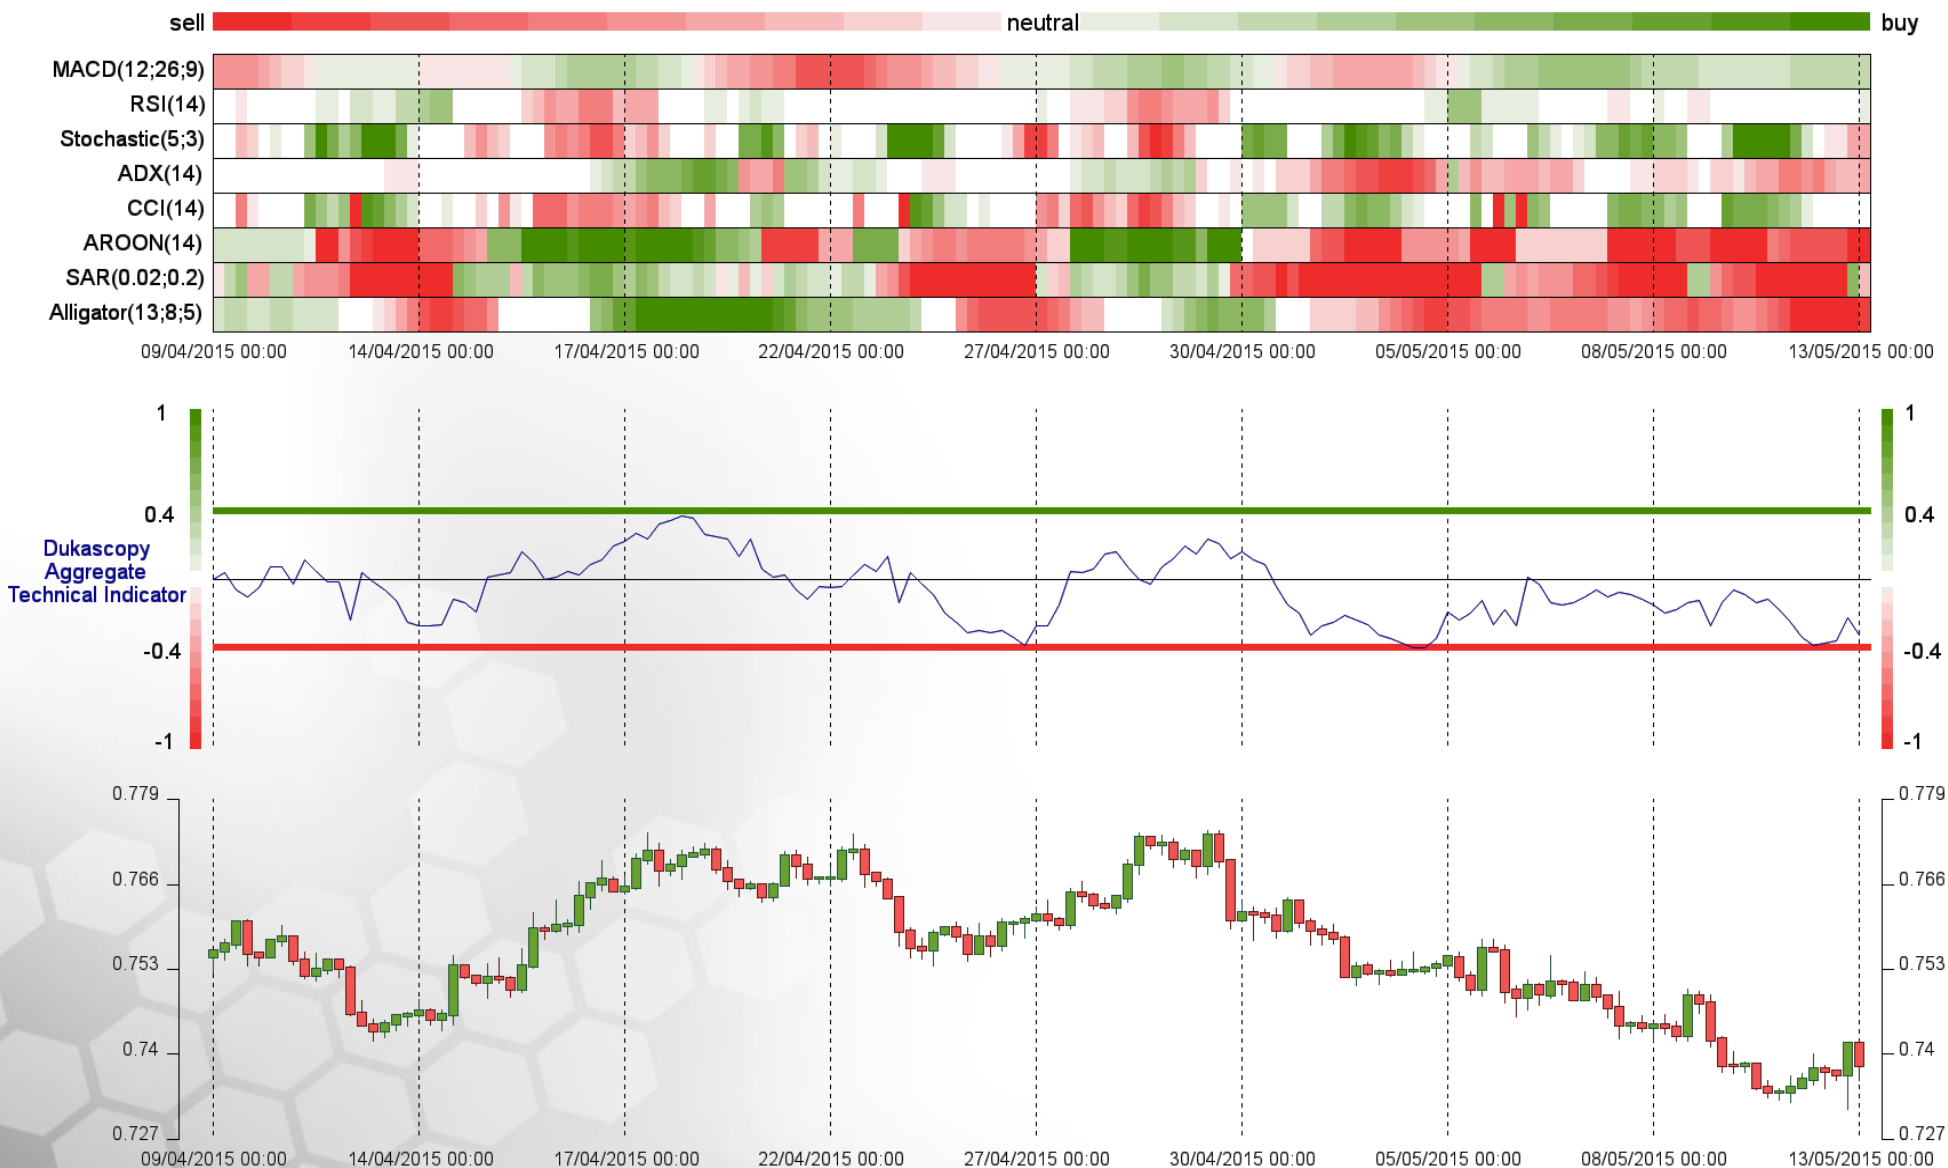 sell neutral buy
MACD(12;26;9)
RSI(14)
Stochastic(5;3)
ADX(14)
CCI(14)
AROON(14)
SAR(0.02;0.2)
Alligator(13;8;5)
09/04/2015 00:00 14/04/2015 00:00 17/04/2015 00:00 22/04/2015 00:00 27/04/2015 00:00 30/04/2015 00:00 05/05/2015 00:00 08/05/2015 00:00 13/05/2015 00:00
1 1
0.4 0.4
Dukascopy
Aggregate
Technical Indicator
-0.4 -0.4
-1 -1
0.779 0.779
0.766 0.766
0.753 0.753
0.74 0.74
0.727 0.727
09/04/2015 00:00 14/04/2015 00:00 17/04/2015 00:00 22/04/2015 00:00 27/04/2015 00:00 30/04/2015 00:00 05/05/2015 00:00 08/05/2015 00:00 13/05/2015 00:00